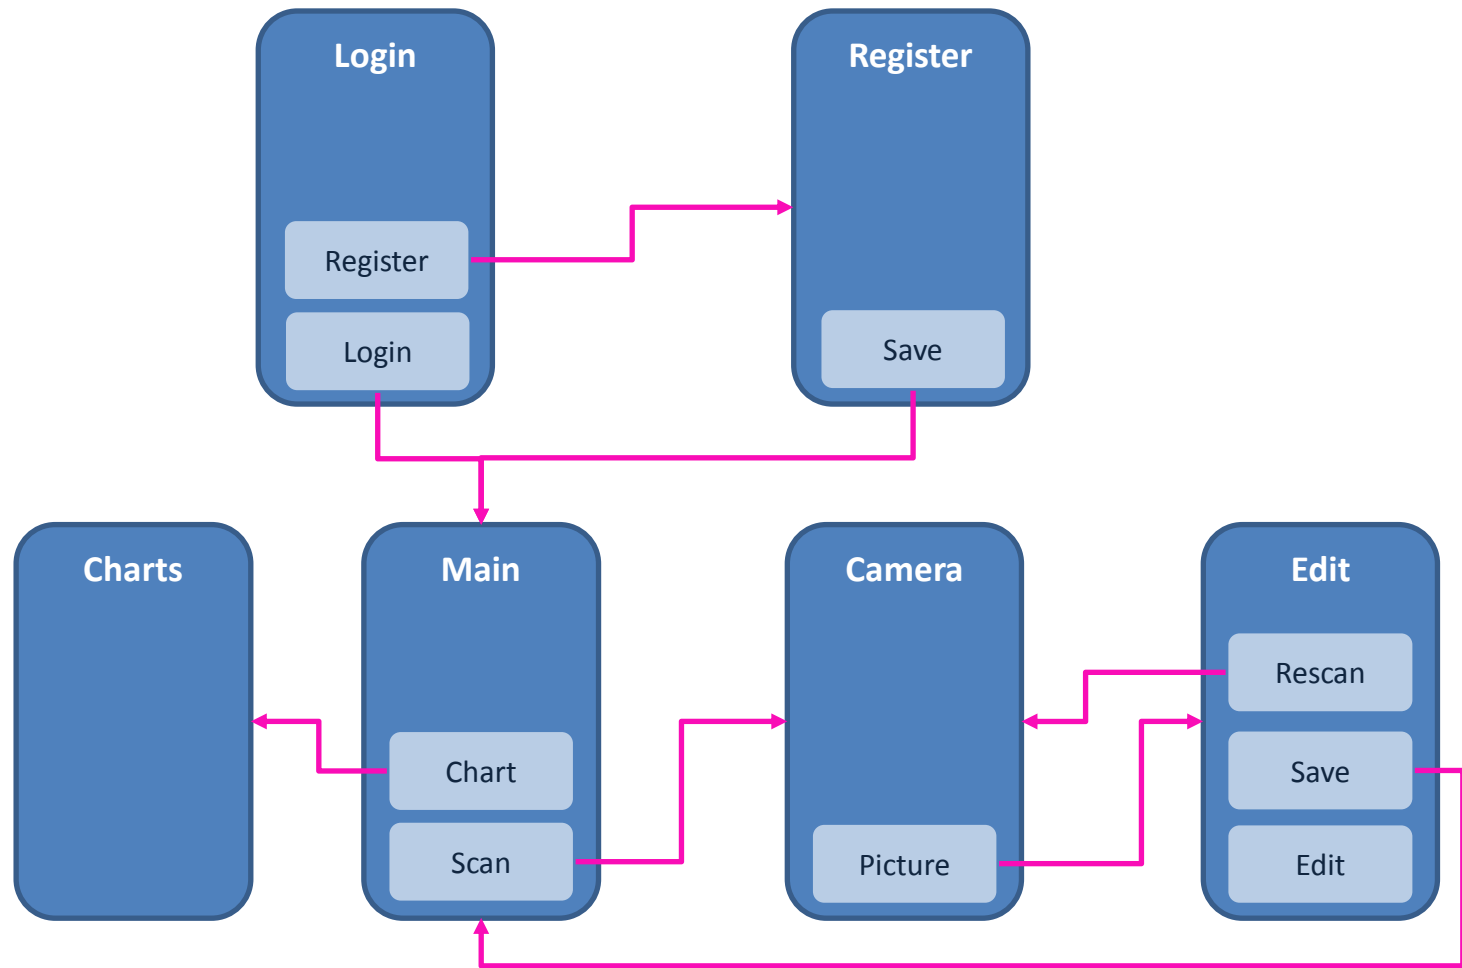 Login
Register
Login
Register
Save
Charts
Main
Chart
Scan
Camera
Picture
Edit
Rescan
Save
Edit